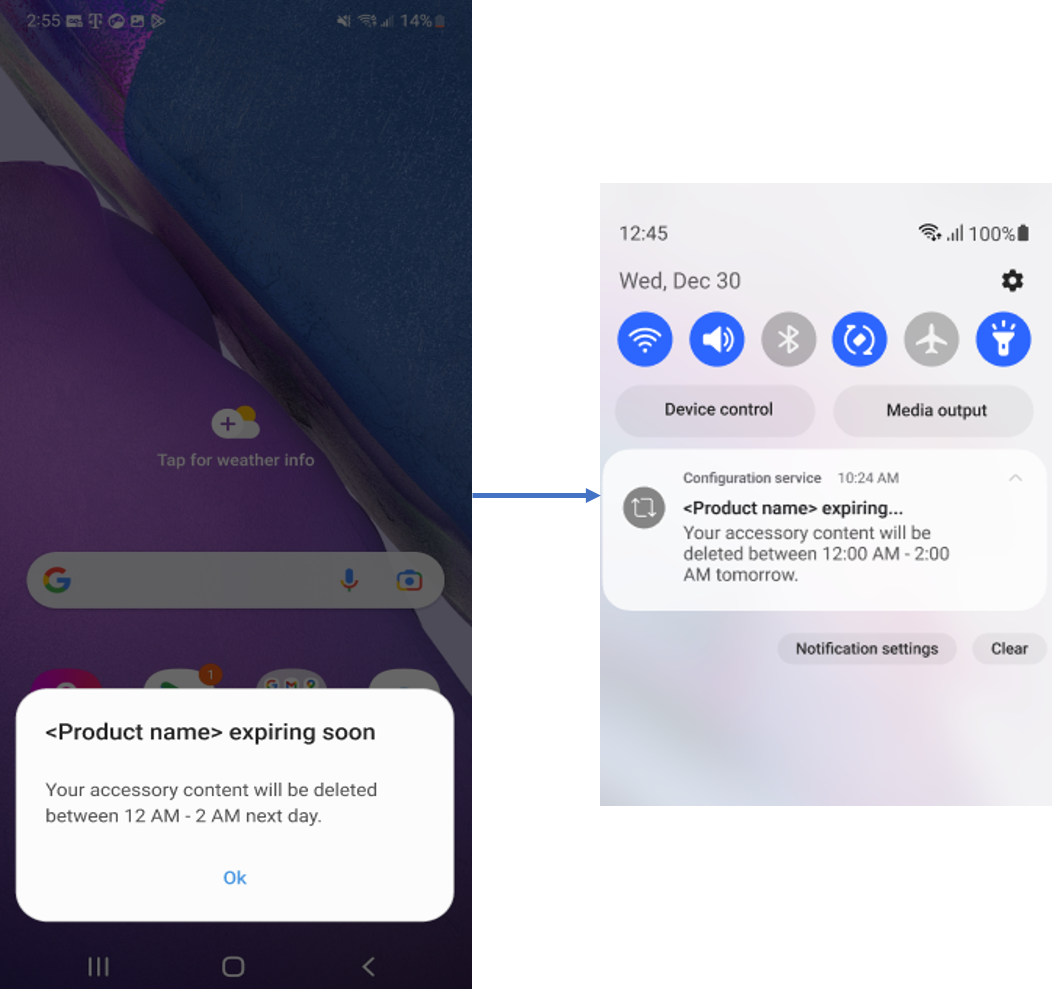 2:55
14%
Tap for weather info
1
<Product name> expiring soon
Your accessory content will be deleted
between 12 AM - 2 AM next day.
Ok
12:45
100%
Wed, Dec 30
Device control
Media output
Configuration service 10:24 AM
<Product name> expiring...
Your accessory content will be
deleted between 12:00 AM - 2:00
AM tomorrow.
Notification settings
Clear